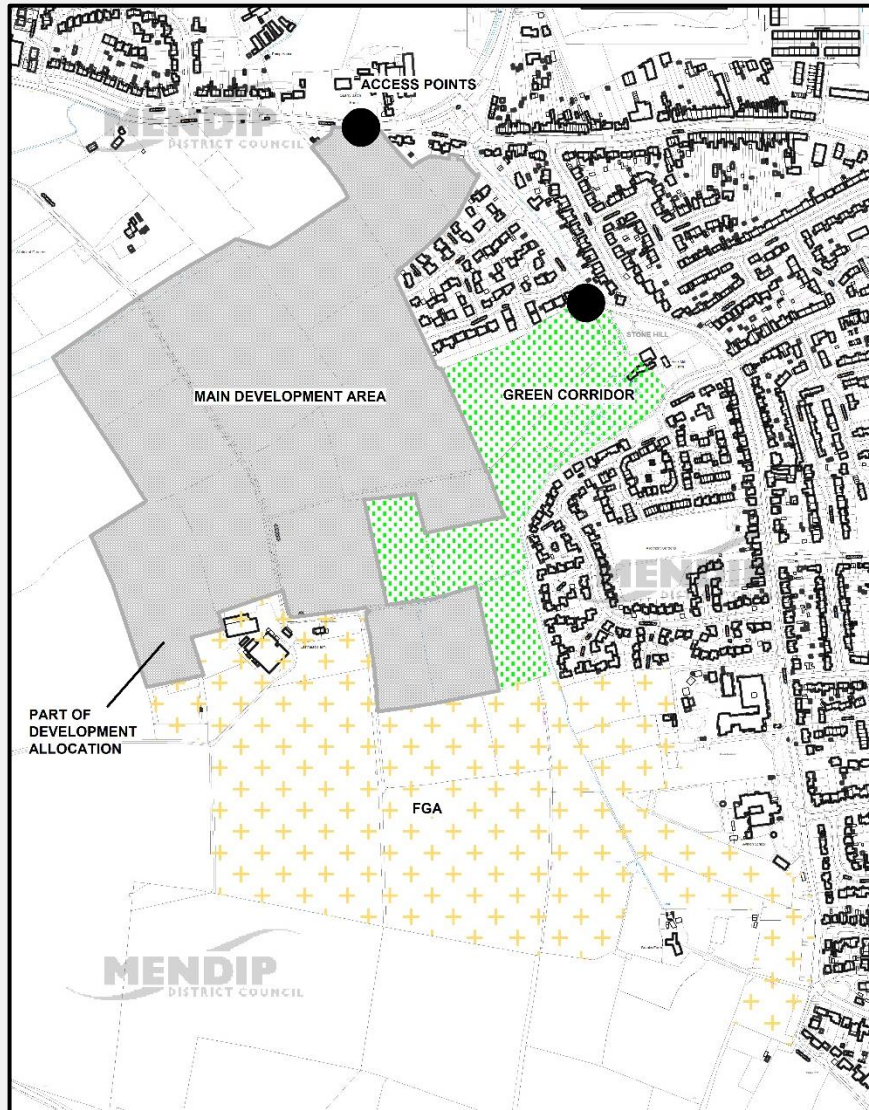 ACCESS POINTS
MENDIP
DISTRICT COUNCIL
STONE HILL
MAIN DEVELOPMENT AREA
GREEN CORRIDOR
MENDIP
PART OF
DEVELOPMENT
ALLOCATION
FGA
MENDIP
DISTRICT COUNCIL